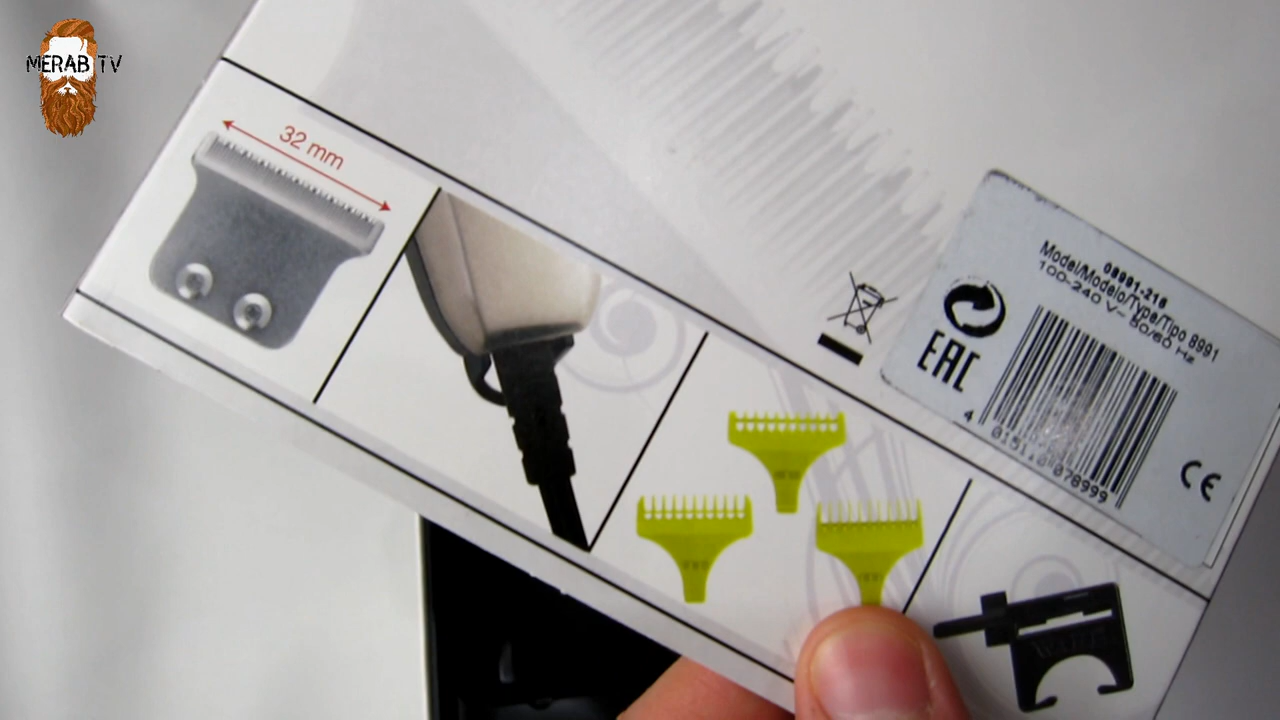 MERAB TV
32 mm
08991-216
Model/Modelo/Type/Tipo 8991
100-240 V~ 50/60 Hz
EAC
CE